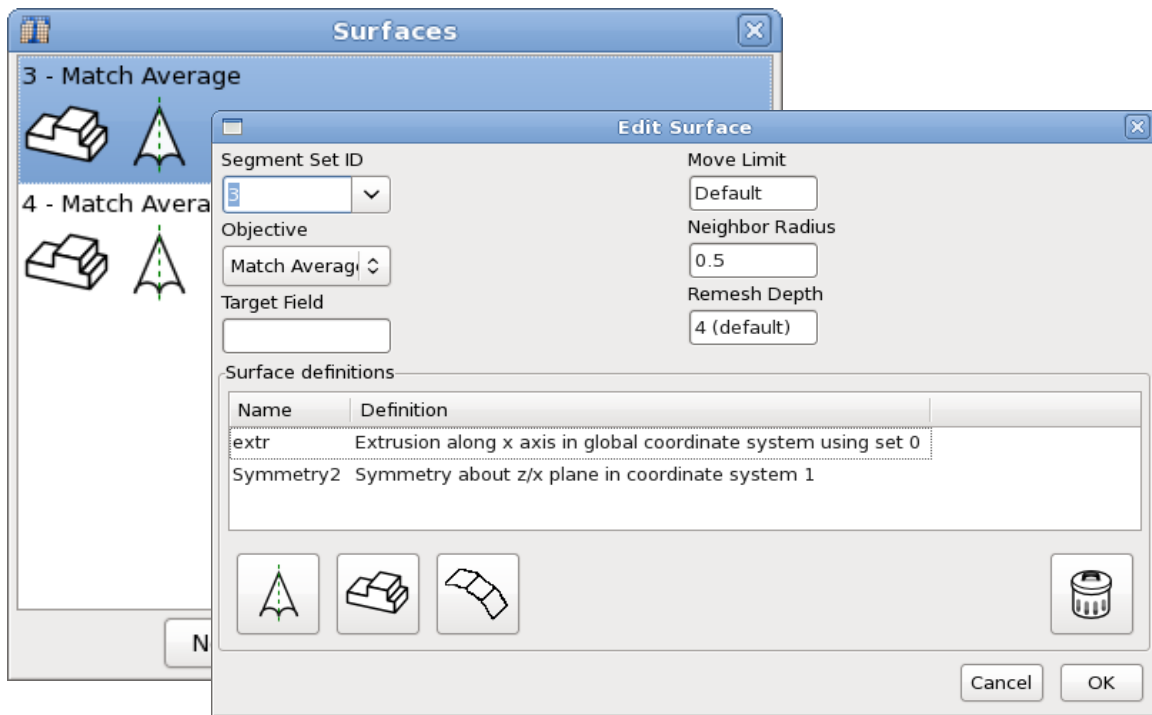 Surfaces
3 - Match Average
4 - Match Avera
N
Edit Surface
Segment Set ID
3
Objective
Match Averag
Target Field
Move Limit
Default
Neighbor Radius
0.5
Remesh Depth
4 (default)
Surface definitions
Name Definition
extr Extrusion along x axis in global coordinate system using set 0
Symmetry2 Symmetry about z/x plane in coordinate system 1
Cancel OK